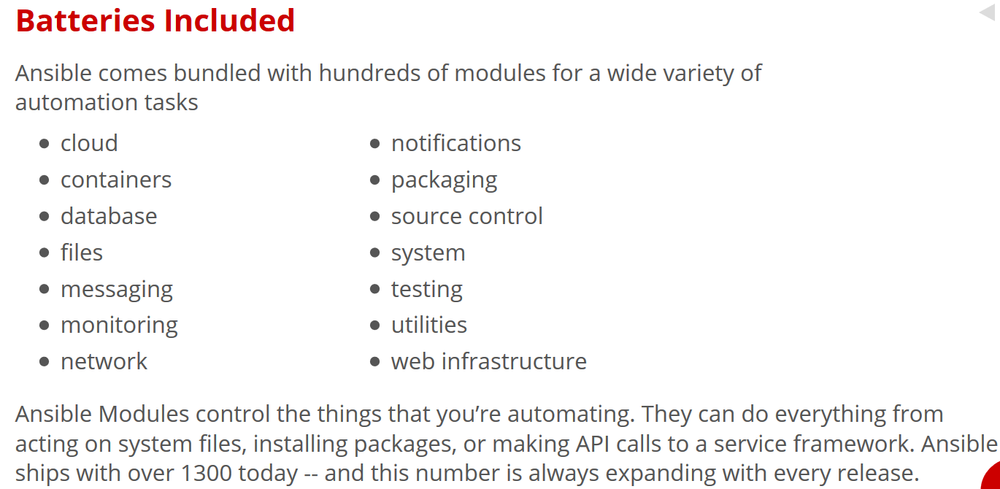 Batteries Included
Ansible comes bundled with hundreds of modules for a wide variety of
automation tasks
cloud
containers
database
files
messaging
monitoring
network
notifications
packaging
source control
system
testing
utilities
web infrastructure
Ansible Modules control the things that you’re automating. They can do everything from
acting on system files, installing packages, or making API calls to a service framework. Ansible
ships with over 1300 today -- and this number is always expanding with every release.